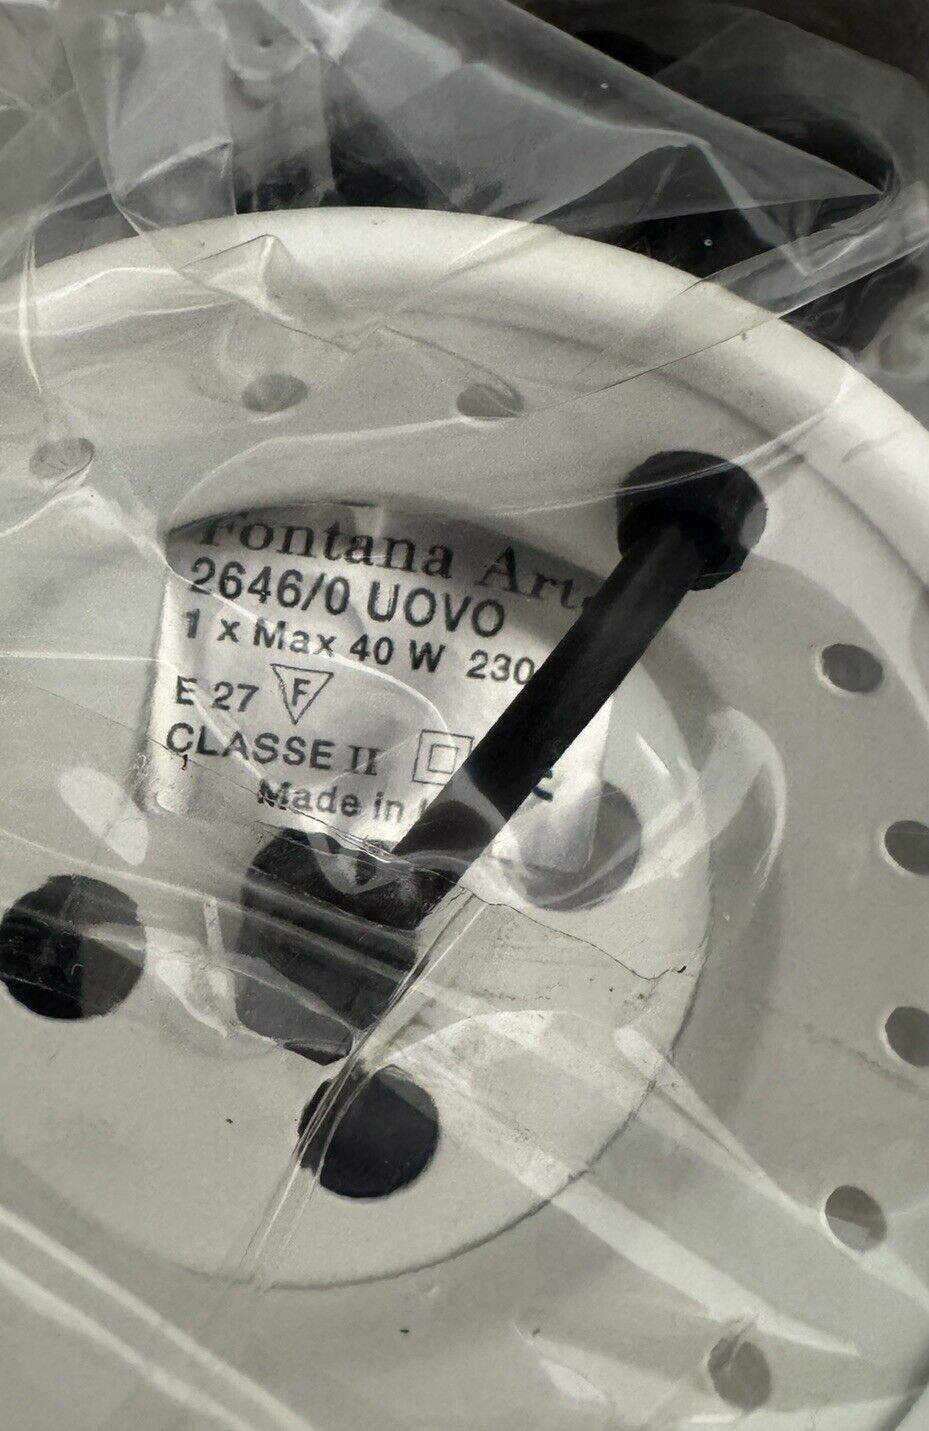 Fontana Art
2646/0 UOVO
1 x Max 40 W 230
E 27 F
CLASSE II
Made in